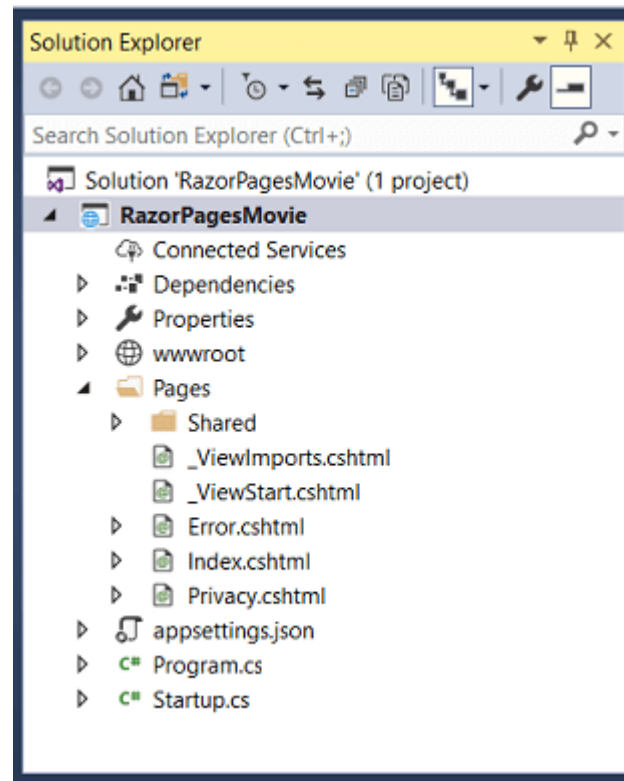 Solution Explorer
Search Solution Explorer (Ctrl+;)
Solution 'RazorPagesMovie' (1 project)
RazorPagesMovie
Connected Services
Dependencies
Properties
wwwroot
Pages
Shared
_ViewImports.cshtml
_ViewStart.cshtml
Error.cshtml
Index.cshtml
Privacy.cshtml
appsettings.json
C# Program.cs
C# Startup.cs